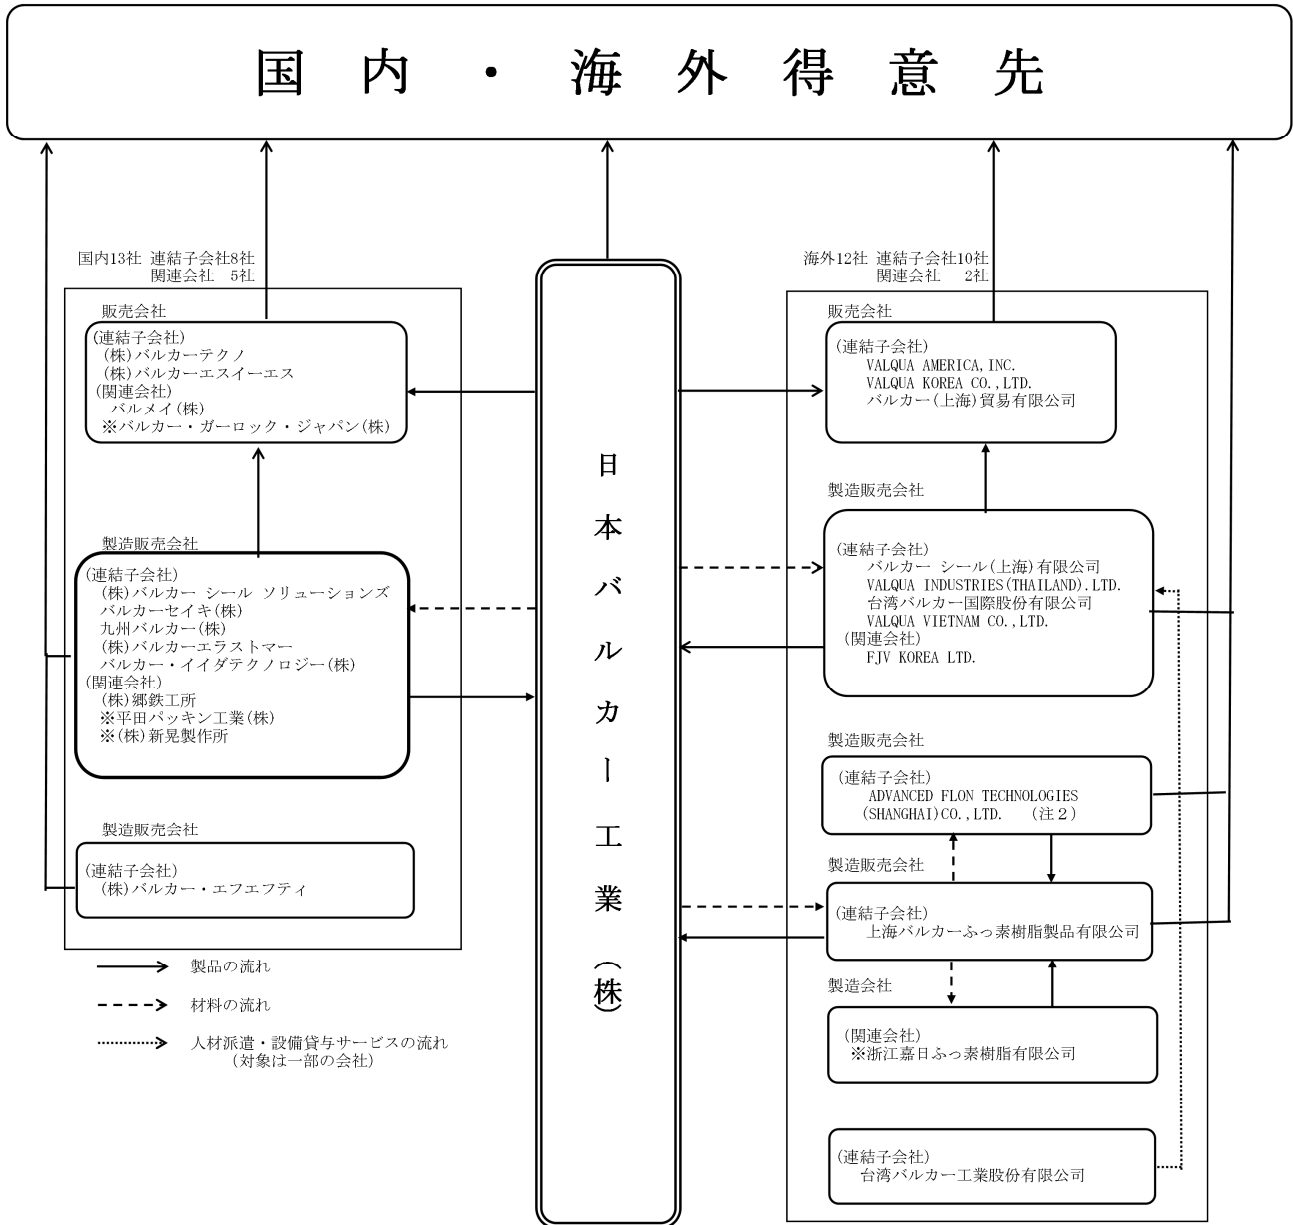 国内・海外得意先
国内13社 連結子会社8社
関連会社 5社
販売会社
(連結子会社)
(株)バルカーテクノ
(株)バルカーエスイーエス
(関連会社)
バルメイ(株)
※バルカー・ガーロック・ジャパン(株)
製造販売会社
(連結子会社)
(株)バルカー シール ソリューションズ
バルカーセイキ(株)
九州バルカー(株)
(株)バルカーエラストマー
バルカー・イイダテクノロジー(株)
(関連会社)
(株)郷鉄工所
※平田パッキン工業(株)
※(株)新晃製作所
製造販売会社
(連結子会社)
(株)バルカー・エフエフティ
製品の流れ
材料の流れ
人材派遣・設備貸与サービスの流れ
(対象は一部の会社)
日本バルカー工業(株)
海外12社 連結子会社10社
関連会社 2社
販売会社
(連結子会社)
VALQUA AMERICA,INC.
VALQUA KOREA CO.,LTD.
バルカー(上海)貿易有限公司
製造販売会社
(連結子会社)
バルカー シール(上海)有限公司
VALQUA INDUSTRIES(THAILAND).LTD.
台湾バルカー国際股份有限公司
VALQUA VIETNAM CO.,LTD.
(関連会社)
FJV KOREA LTD.
製造販売会社
(連結子会社)
ADVANCED FLON TECHNOLOGIES
(SHANGHAI)CO.,LTD. (注2)
製造販売会社
(連結子会社)
上海バルカーふっ素樹脂製品有限公司
製造会社
(関連会社)
※浙江嘉日ふっ素樹脂有限公司
(連結子会社)
台湾バルカー工業股份有限公司